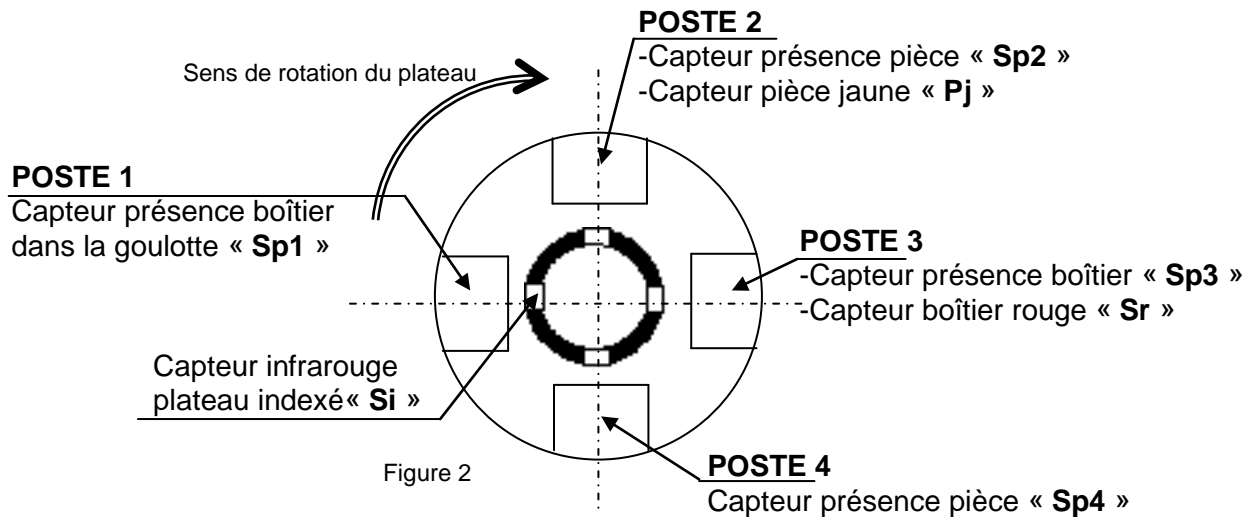 POSTE 2
-Capteur présence pièce « Sp2 »
-Capteur pièce jaune « Pj »
Sens de rotation du plateau
POSTE 1
Capteur présence boîtier
dans la goulotte « Sp1 »
POSTE 3
-Capteur présence boîtier « Sp3 »
-Capteur boîtier rouge « Sr »
Capteur infrarouge
plateau indexé« Si »
Figure 2
POSTE 4
Capteur présence pièce « Sp4 »